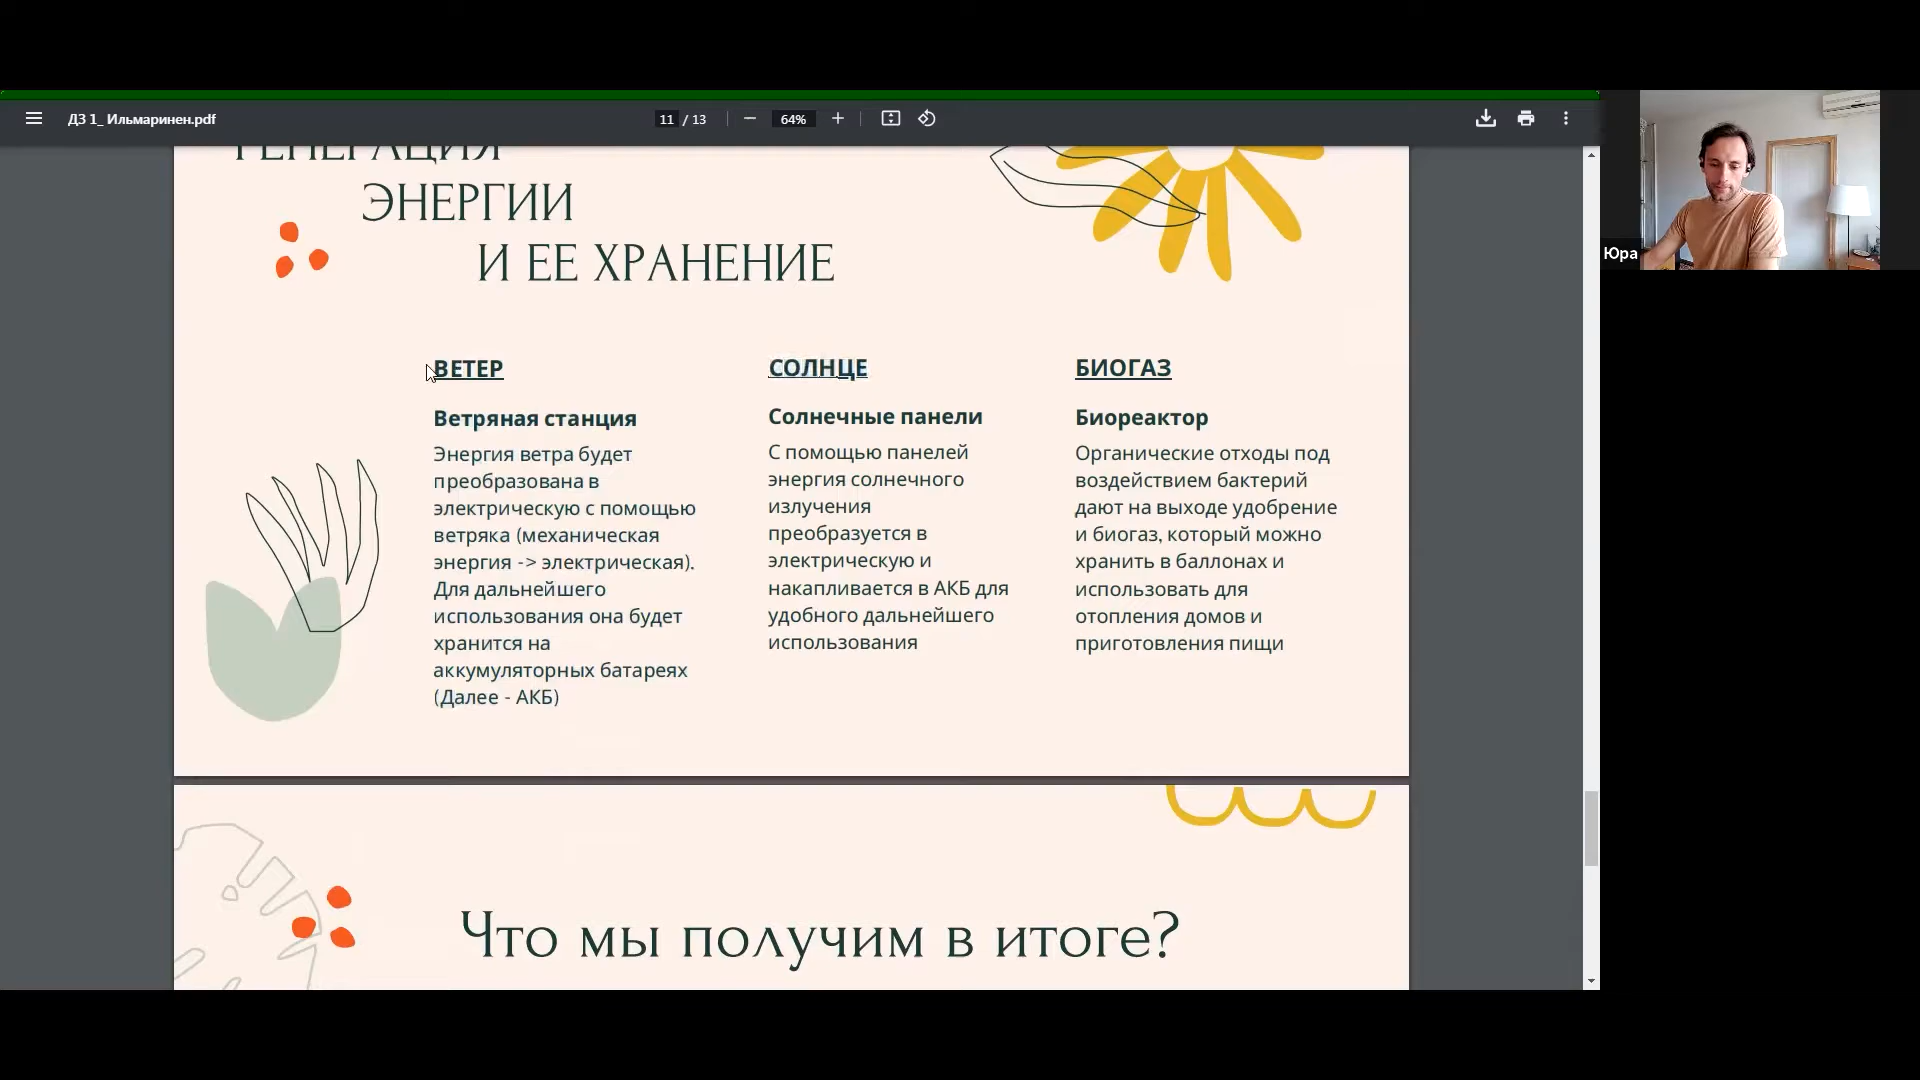 ДЗ 1_ Ильмаринен.pdf
11 / 13
64%
Юра
ГЕНЕРАЦИЯ
ЭНЕРГИИ
И ЕЕ ХРАНЕНИЕ
ВЕТЕР
Ветряная станция
Энергия ветра будет
преобразована в
электрическую с помощью
ветряка (механическая
энергия -> электрическая).
Для дальнейшего
использования она будет
хранится на
аккумуляторных батареях
(Далее - АКБ)
СОЛНЦЕ
Солнечные панели
С помощью панелей
энергия солнечного
излучения
преобразуется в
электрическую и
накапливается в АКБ для
удобного дальнейшего
использования
БИОГАЗ
Биореактор
Органические отходы под
воздействием бактерий
дают на выходе удобрение
и биогаз, который можно
хранить в баллонах и
использовать для
отопления домов и
приготовления пищи
Что мы получим в итоге?